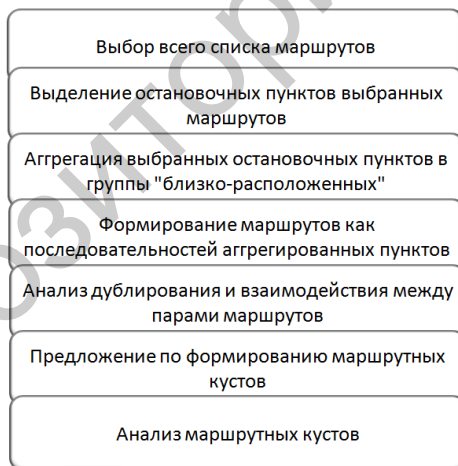 Выбор всего списка маршрутов
Выделение остановочных пунктов выбранных
маршрутов
Аггрегация выбранных остановочных пунктов в
группы "близко-расположенных"
Формирование маршрутов как
последовательностей аггрегированных пунктов
Анализ дублирования и взаимодействия между
парами маршрутов
Предложение по формированию маршрутных
кустов
Анализ маршрутных кустов